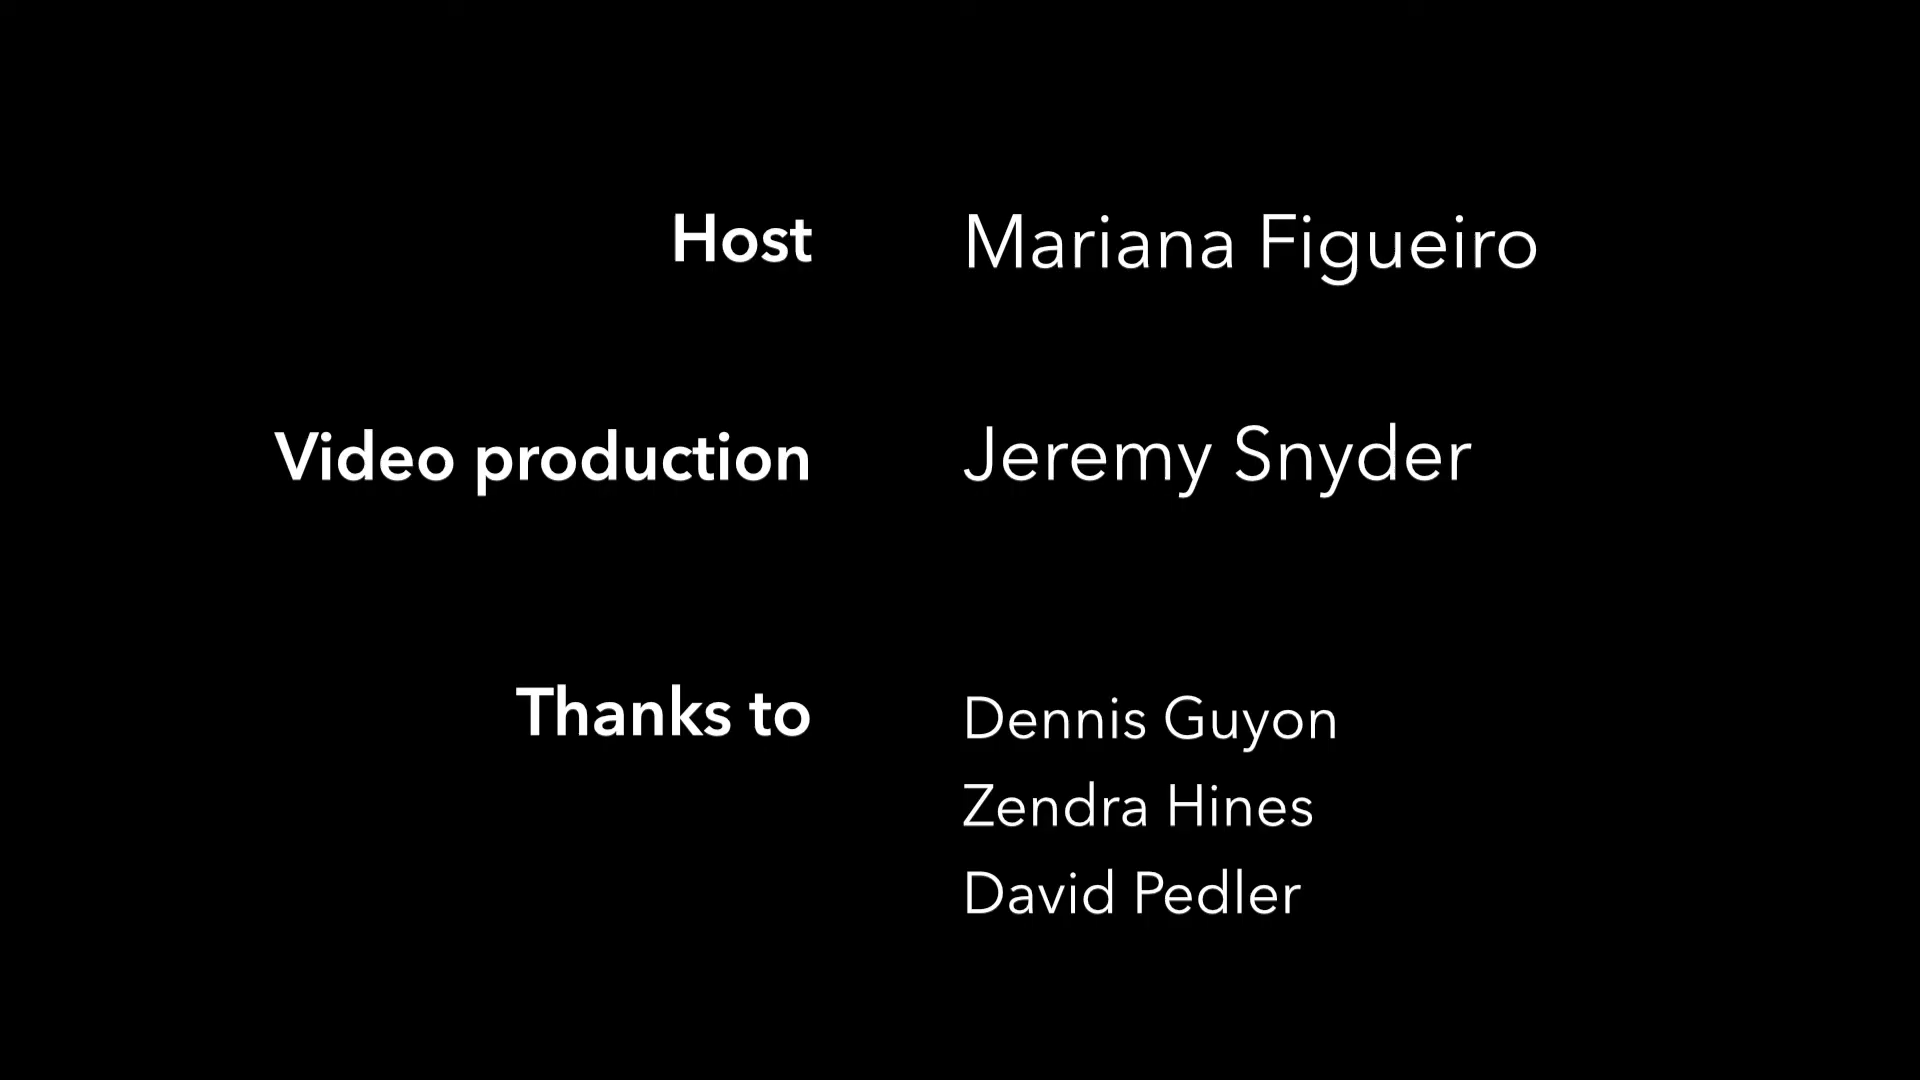 Host Mariana Figueiro
Video production Jeremy Snyder
Thanks to Dennis Guyon
Zendra Hines
David Pedler